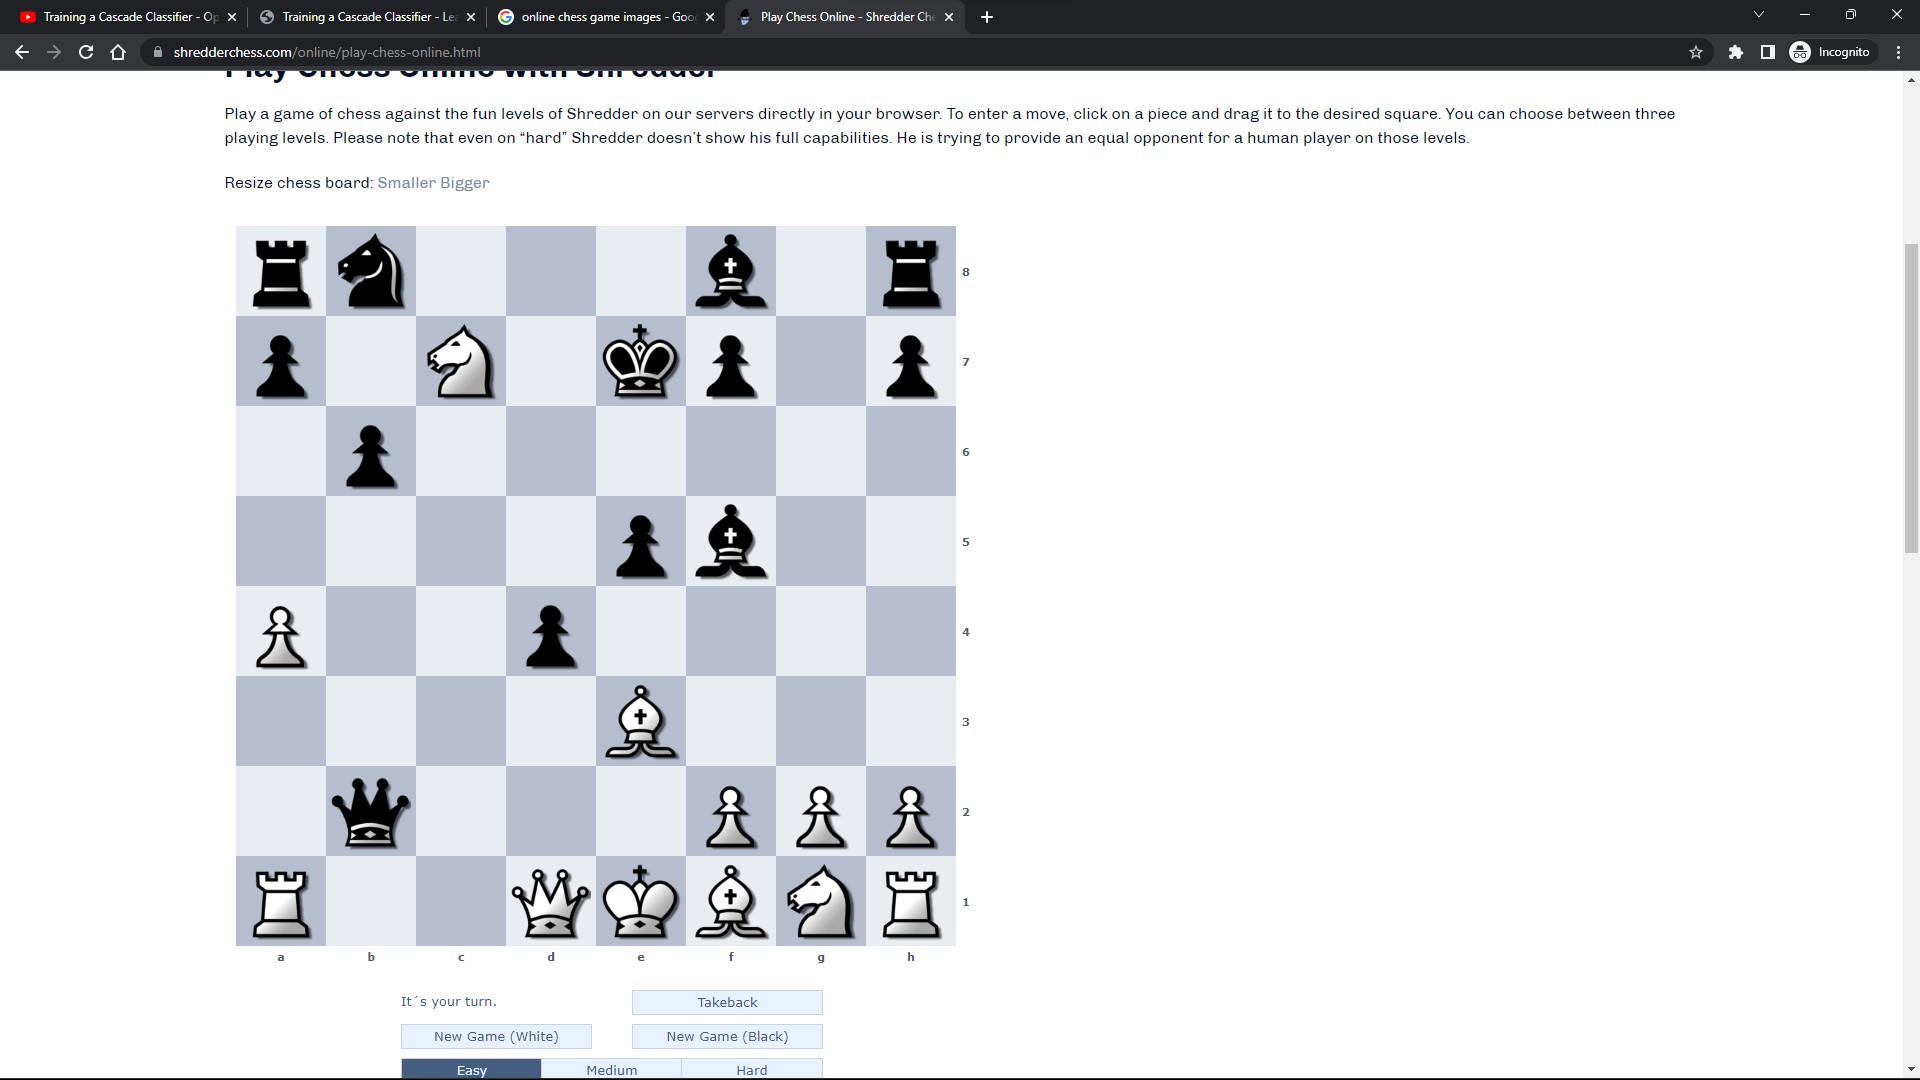 Training a Cascade Classifier - Op
Training a Cascade Classifier - Le
online chess game images - Goo
Play Chess Online - Shredder Che
shredderchess.com/online/play-chess-online.html
Incognito
Play Chess Online with Shredder
Play a game of chess against the fun levels of Shredder on our servers directly in your browser. To enter a move, click on a piece and drag it to the desired square. You can choose between three
playing levels. Please note that even on “hard” Shredder doesn’t show his full capabilities. He is trying to provide an equal opponent for a human player on those levels.
Resize chess board: Smaller Bigger
8
7
6
5
4
3
2
1
a b c d e f g h
It´s your turn.
Takeback
New Game (White)
New Game (Black)
Easy
Medium
Hard